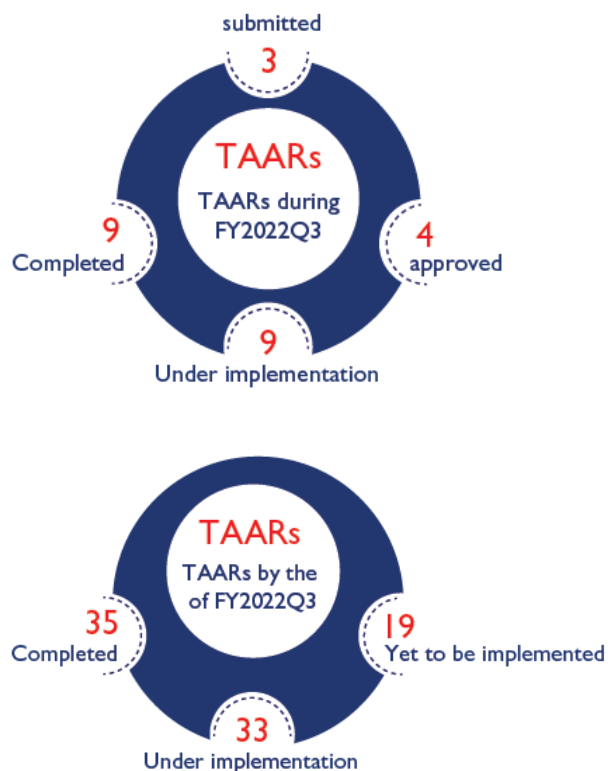 submitted
3
TAARs
TAARs during
FY2022Q3
9
Completed
4
approved
9
Under implementation
TAARs
TAARs by the
of FY2022Q3
35
Completed
19
Yet to be implemented
33
Under implementation